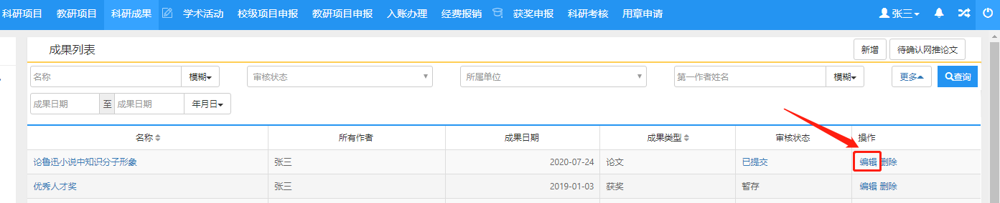 科研项目 教研项目 科研成果 学术活动 校级项目申报 教研项目申报 入账办理 经费报销 获奖申报 科研考核 用章申请 张三
成果列表 新增 待确认网推论文
名称 模糊 审核状态 所属单位 第一作者姓名 模糊 更多 查询
成果日期 至 成果日期 年月日
名称 所有作者 成果日期 成果类型 审核状态 操作
论鲁迅小说中知识分子形象 张三 2020-07-24 论文 已提交 编辑 删除
优秀人才奖 张三 2019-01-03 获奖 暂存 编辑 删除